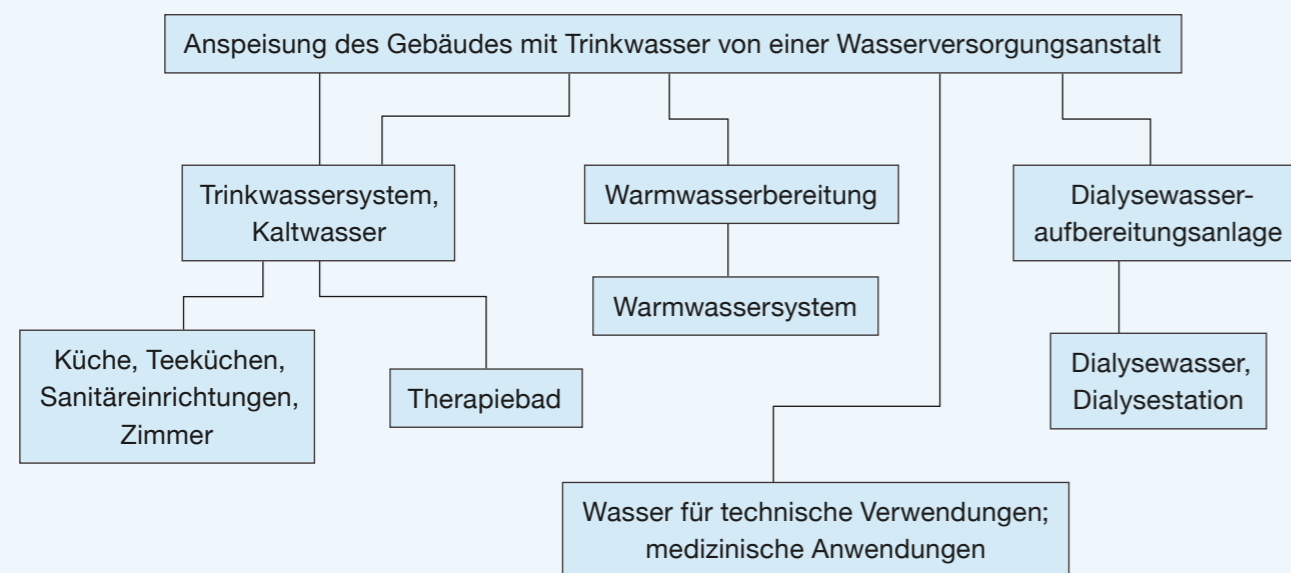 Anspeisung des Gebäudes mit Trinkwasser von einer Wasserversorgungsanstalt
Trinkwassersystem,
Kaltwasser
Warmwasserbereitung
Dialysewasser-
aufbereitungsanlage
Warmwassersystem
Küche, Teeküchen,
Sanitäreinrichtungen,
Zimmer
Therapiebad
Dialysewasser,
Dialysestation
Wasser für technische Verwendungen;
medizinische Anwendungen